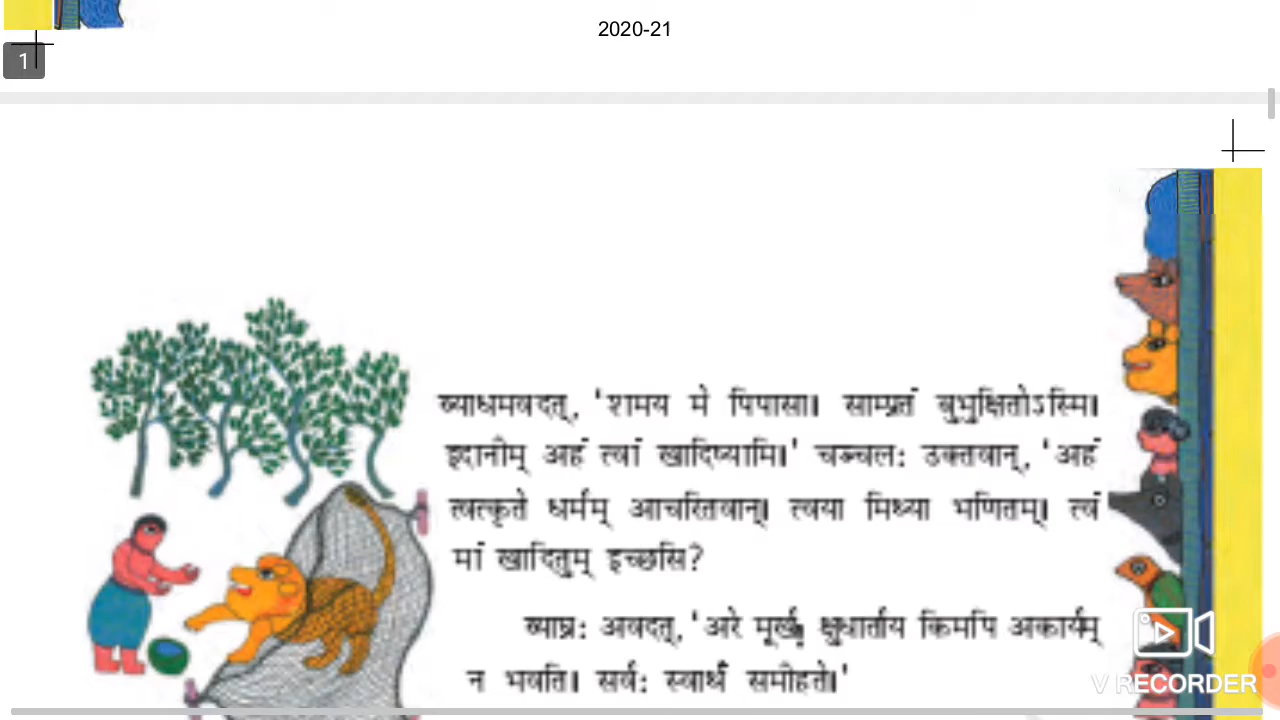 2020-21
1
व्याधमवदत्, 'शमय मे पिपासा। साम्प्रतं बुभुक्षितोऽस्मि।
इदानीम् अहं त्वां खादिष्यामि।' चञ्चलः उक्तवान्, 'अहं
त्वत्कृते धर्मम् आचरितवान्। त्वया मिथ्या भणितम्। त्वं
मां खादितुम् इच्छसि?
व्याघ्रः अवदत्, 'अरे मूर्ख! क्षुधार्ताय किमपि अकार्यम्
न भवति। सर्वः स्वार्थं समीहते।'
V RECORDER